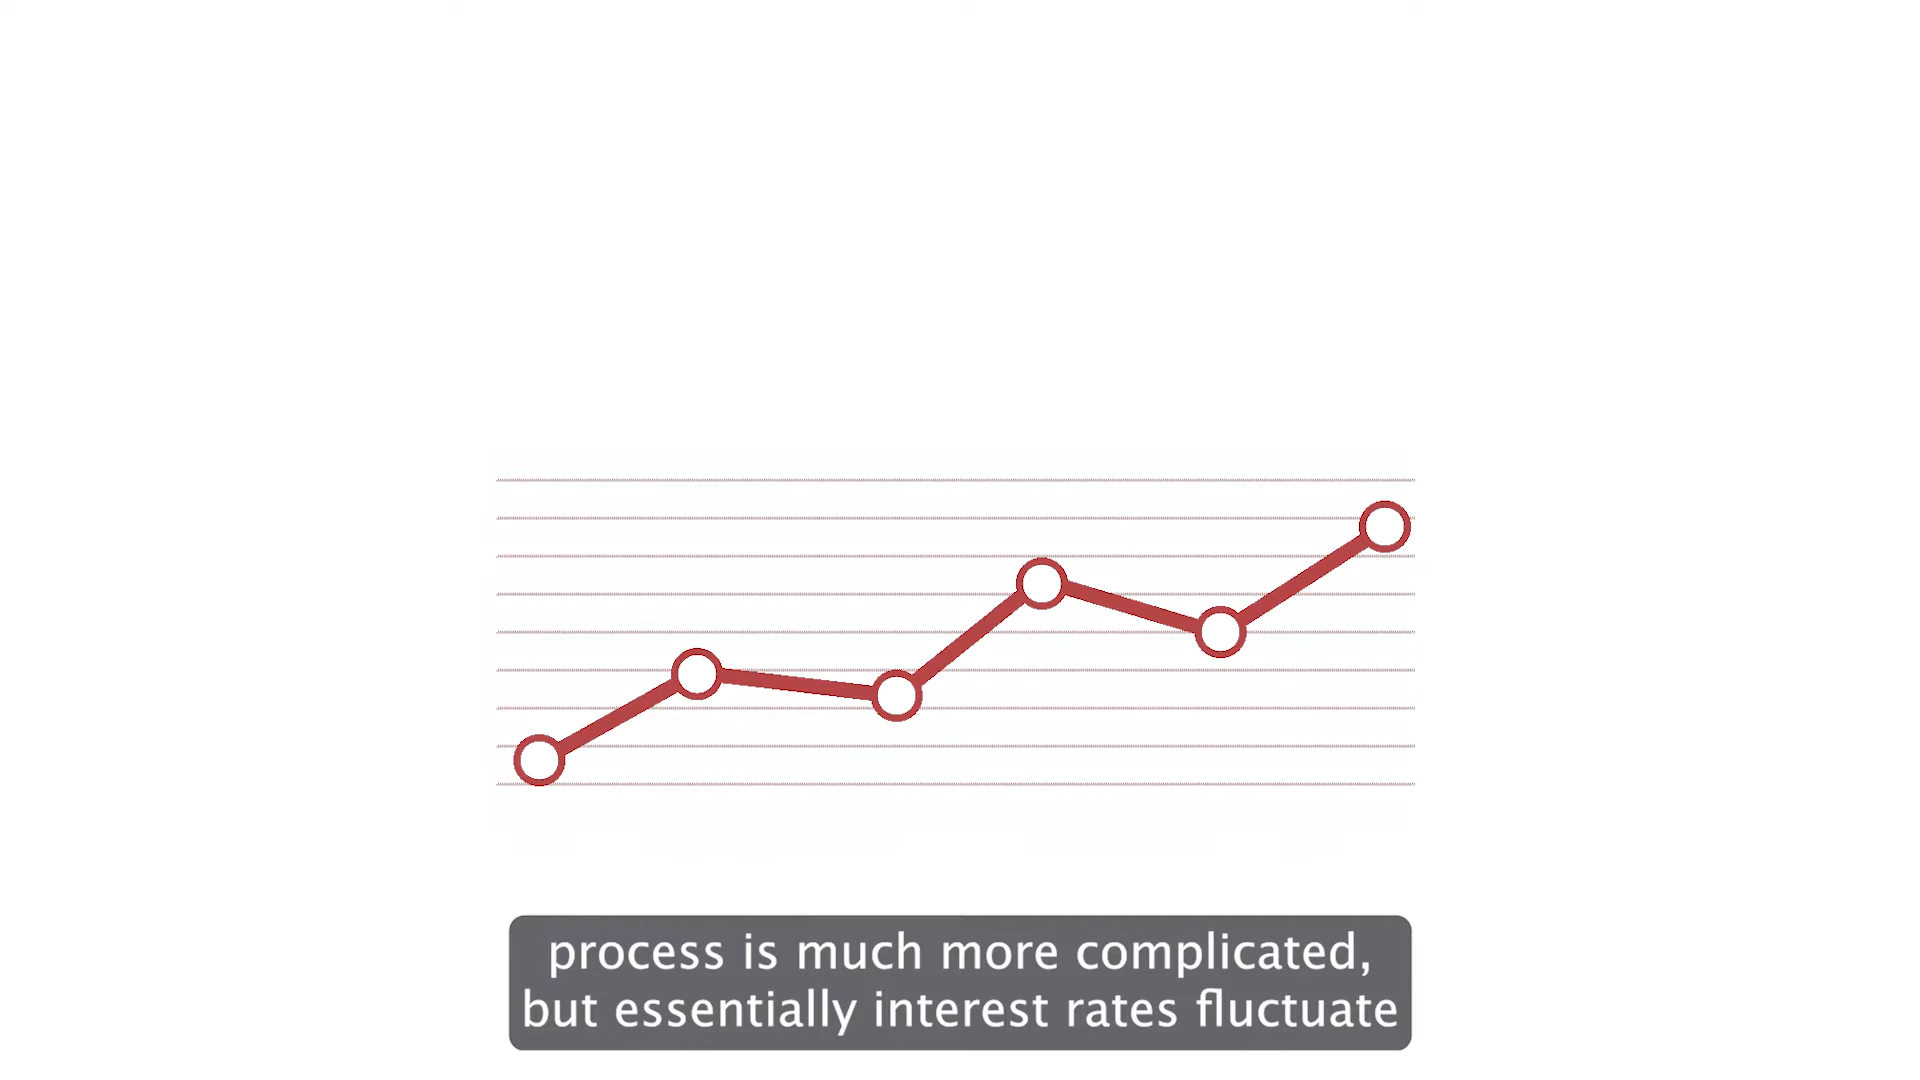 process is much more complicated,
but essentially interest rates fluctuate